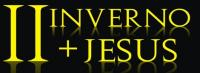 II INVERNO
+ JESUS